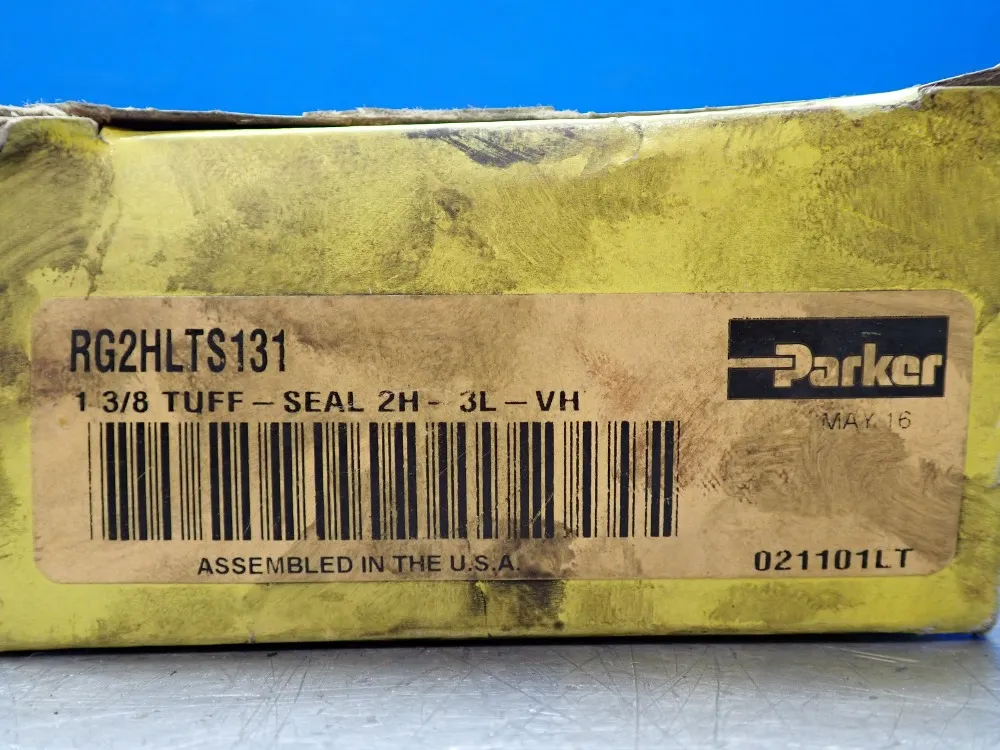 RG2HLTS131
Parker
1 3/8 TUFF-SEAL 2H- 3L-VH
MAY 16
ASSEMBLED IN THE U.S.A.
021101LT